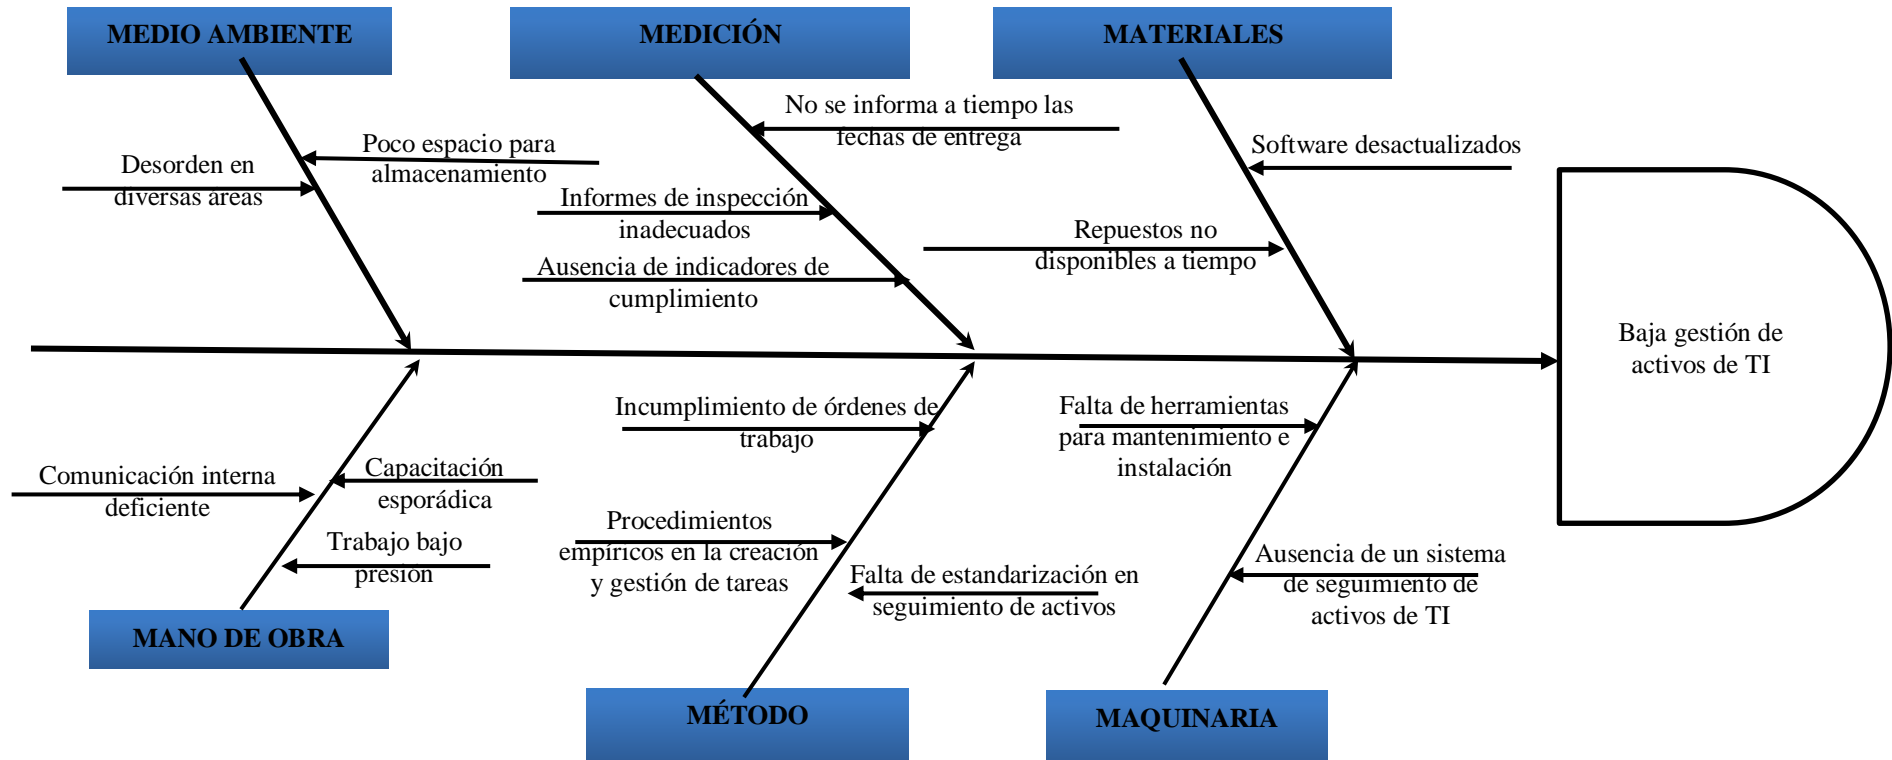 MEDIO AMBIENTE
MEDICIÓN
MATERIALES
Desorden en
diversas áreas
Poco espacio para
almacenamiento
No se informa a tiempo las
fechas de entrega
Informes de inspección
inadecuados
Ausencia de indicadores de
cumplimiento
Software desactualizados
Repuestos no
disponibles a tiempo
Baja gestión de
activos de TI
Comunicación interna
deficiente
Capacitación
esporádica
Trabajo bajo
presión
Incumplimiento de órdenes de
trabajo
Procedimientos
empíricos en la creación
y gestión de tareas
Falta de estandarización en
seguimiento de activos
Falta de herramientas
para mantenimiento e
instalación
Ausencia de un sistema
de seguimiento de
activos de TI
MANO DE OBRA
MÉTODO
MAQUINARIA